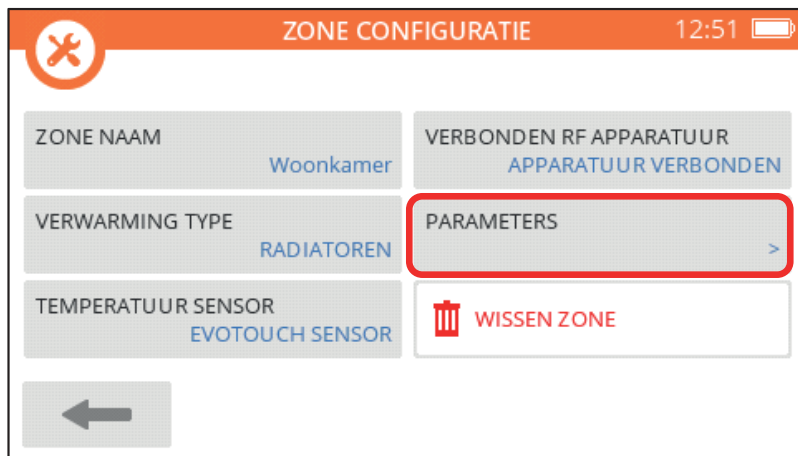 ZONE CONFIGURATIE
12:51
ZONE NAAM
Woonkamer
VERBONDEN RF APPARATUUR
APPARATUUR VERBONDEN
VERWARMING TYPE
RADIATOREN
PARAMETERS
>
TEMPERATUUR SENSOR
EVOTOUCH SENSOR
WISSEN ZONE